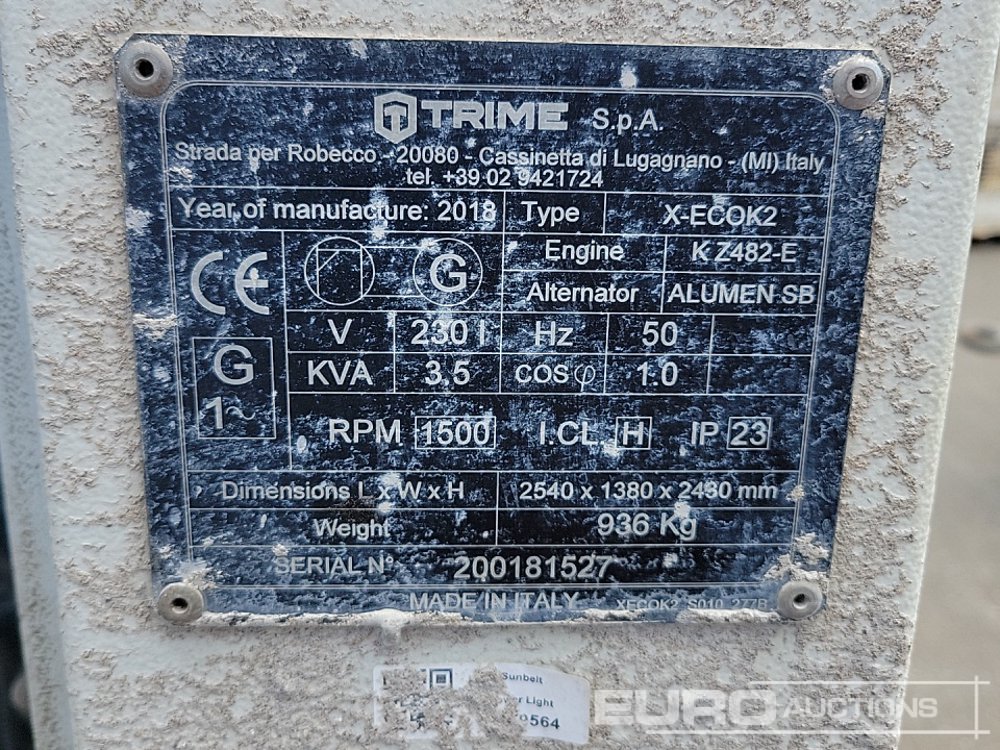 TRIME S.p.A.
Strada per Robecco - 20080 - Cassinetta di Lugagnano - (MI) Italy
tel. +39 02 9421724
Year of manufacture: 2018 Type X-ECOK2
CE G Engine K Z482-E
Alternator ALUMEN SB
V 230 Hz 50
G 1~ KVA 3.5 cos φ 1.0
RPM 1500 I.CL H IP 23
Dimensions L x W x H 2540 x 1380 x 2430 mm
Weight 936 Kg
SERIAL N° 200181527
MADE IN ITALY XECOK2_S010_277B
Sunbelt
Light
564
EURO AUCTIONS